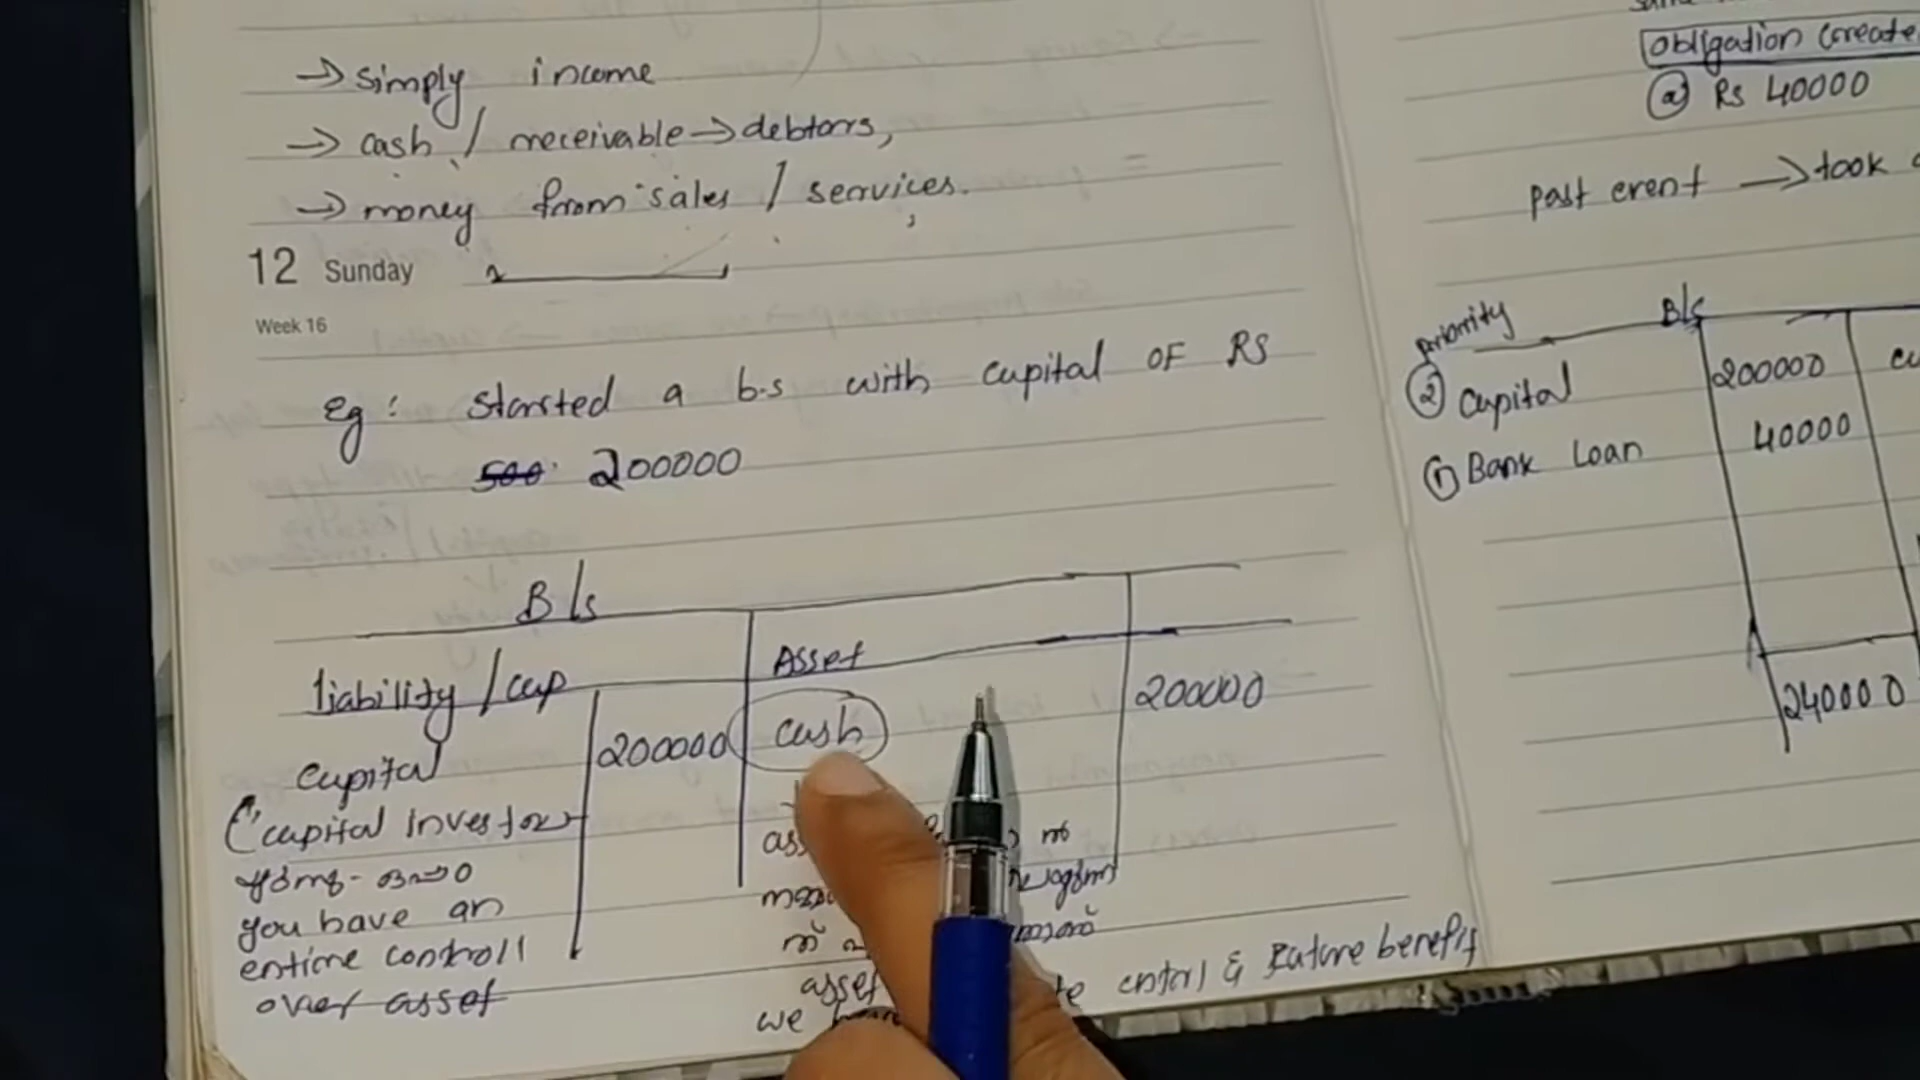 → simply income
→ cash / receivable → debtors,
→ money from sales / services.
12 Sunday
Week 16
Eg: Started a b.s with capital OF RS
500 200000
B/s
liability / cap
Asset
Capital 200000 cash 200000
("capital investor
you have an
entire controll
over asset
asset
we
& Future benefit
obligation create
(a) Rs 40000
past event → took
priority B/s
(2) capital 200000
(1) Bank Loan 40000
240000